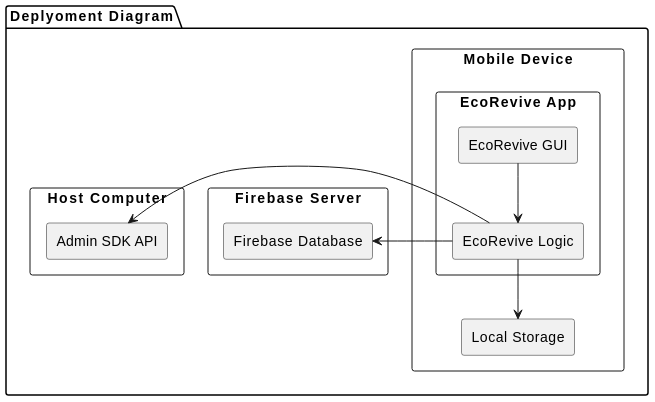 Deplyoment Diagram
Mobile Device
EcoRevive App
EcoRevive GUI
Host Computer
Firebase Server
Admin SDK API
Firebase Database
EcoRevive Logic
Local Storage